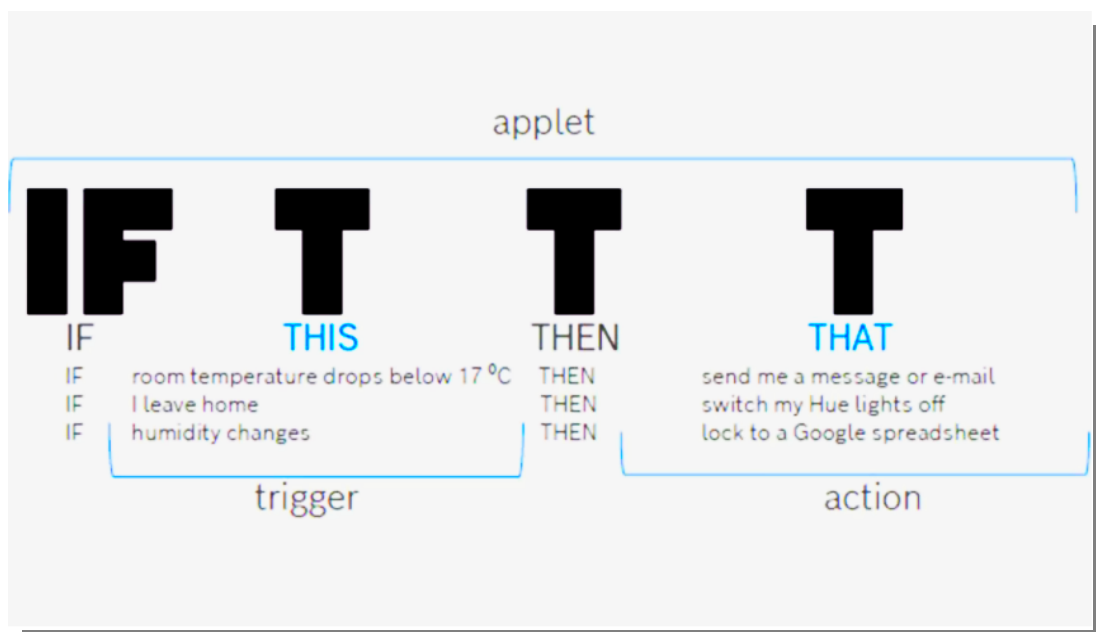 applet
IF T T T
IF THIS THEN THAT
IF room temperature drops below 17 ⁰C THEN send me a message or e-mail
IF I leave home THEN switch my Hue lights off
IF humidity changes THEN lock to a Google spreadsheet
trigger action